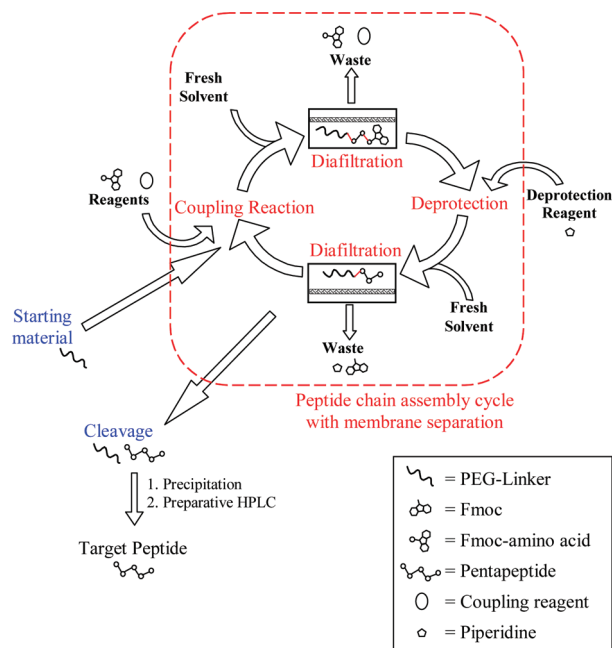 Waste
Fresh
Solvent
Diafiltration
Reagents
Coupling Reaction
Deprotection
Deprotection
Reagent
Diafiltration
Starting
material
Fresh
Solvent
Waste
Peptide chain assembly cycle
with membrane separation
Cleavage
1. Precipitation
2. Preparative HPLC
Target Peptide
= PEG-Linker
= Fmoc
= Fmoc-amino acid
= Pentapeptide
= Coupling reagent
= Piperidine